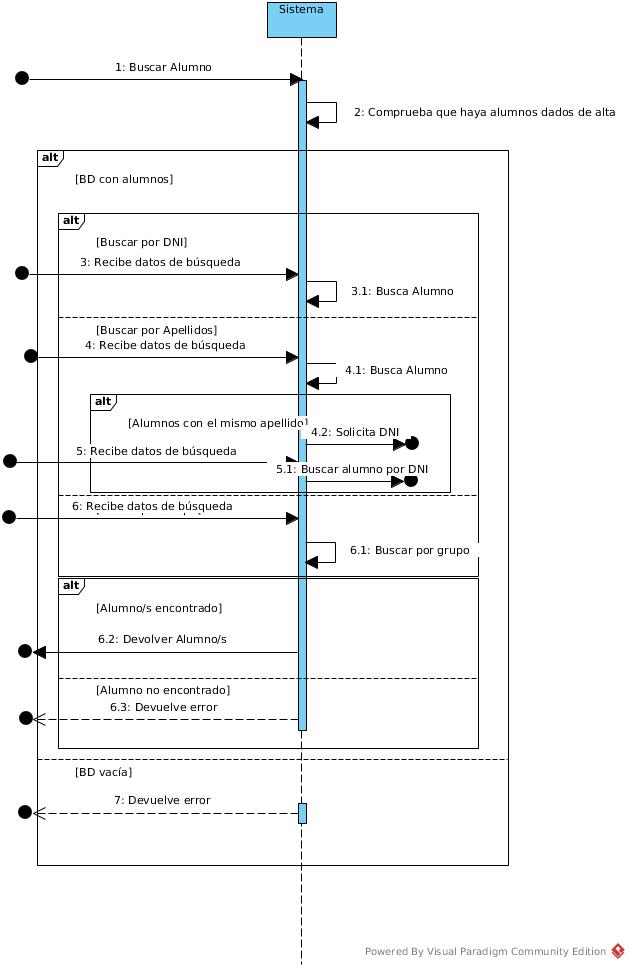 Sistema
1: Buscar Alumno
2: Comprueba que haya alumnos dados de alta
alt
[BD con alumnos]
alt
[Buscar por DNI]
3: Recibe datos de búsqueda
3.1: Busca Alumno
[Buscar por Apellidos]
4: Recibe datos de búsqueda
4.1: Busca Alumno
alt
[Alumnos con el mismo apellido]
4.2: Solicita DNI
5: Recibe datos de búsqueda
5.1: Buscar alumno por DNI
6: Recibe datos de búsqueda
6.1: Buscar por grupo
alt
[Alumno/s encontrado]
6.2: Devolver Alumno/s
[Alumno no encontrado]
6.3: Devuelve error
[BD vacía]
7: Devuelve error
Powered By Visual Paradigm Community Edition